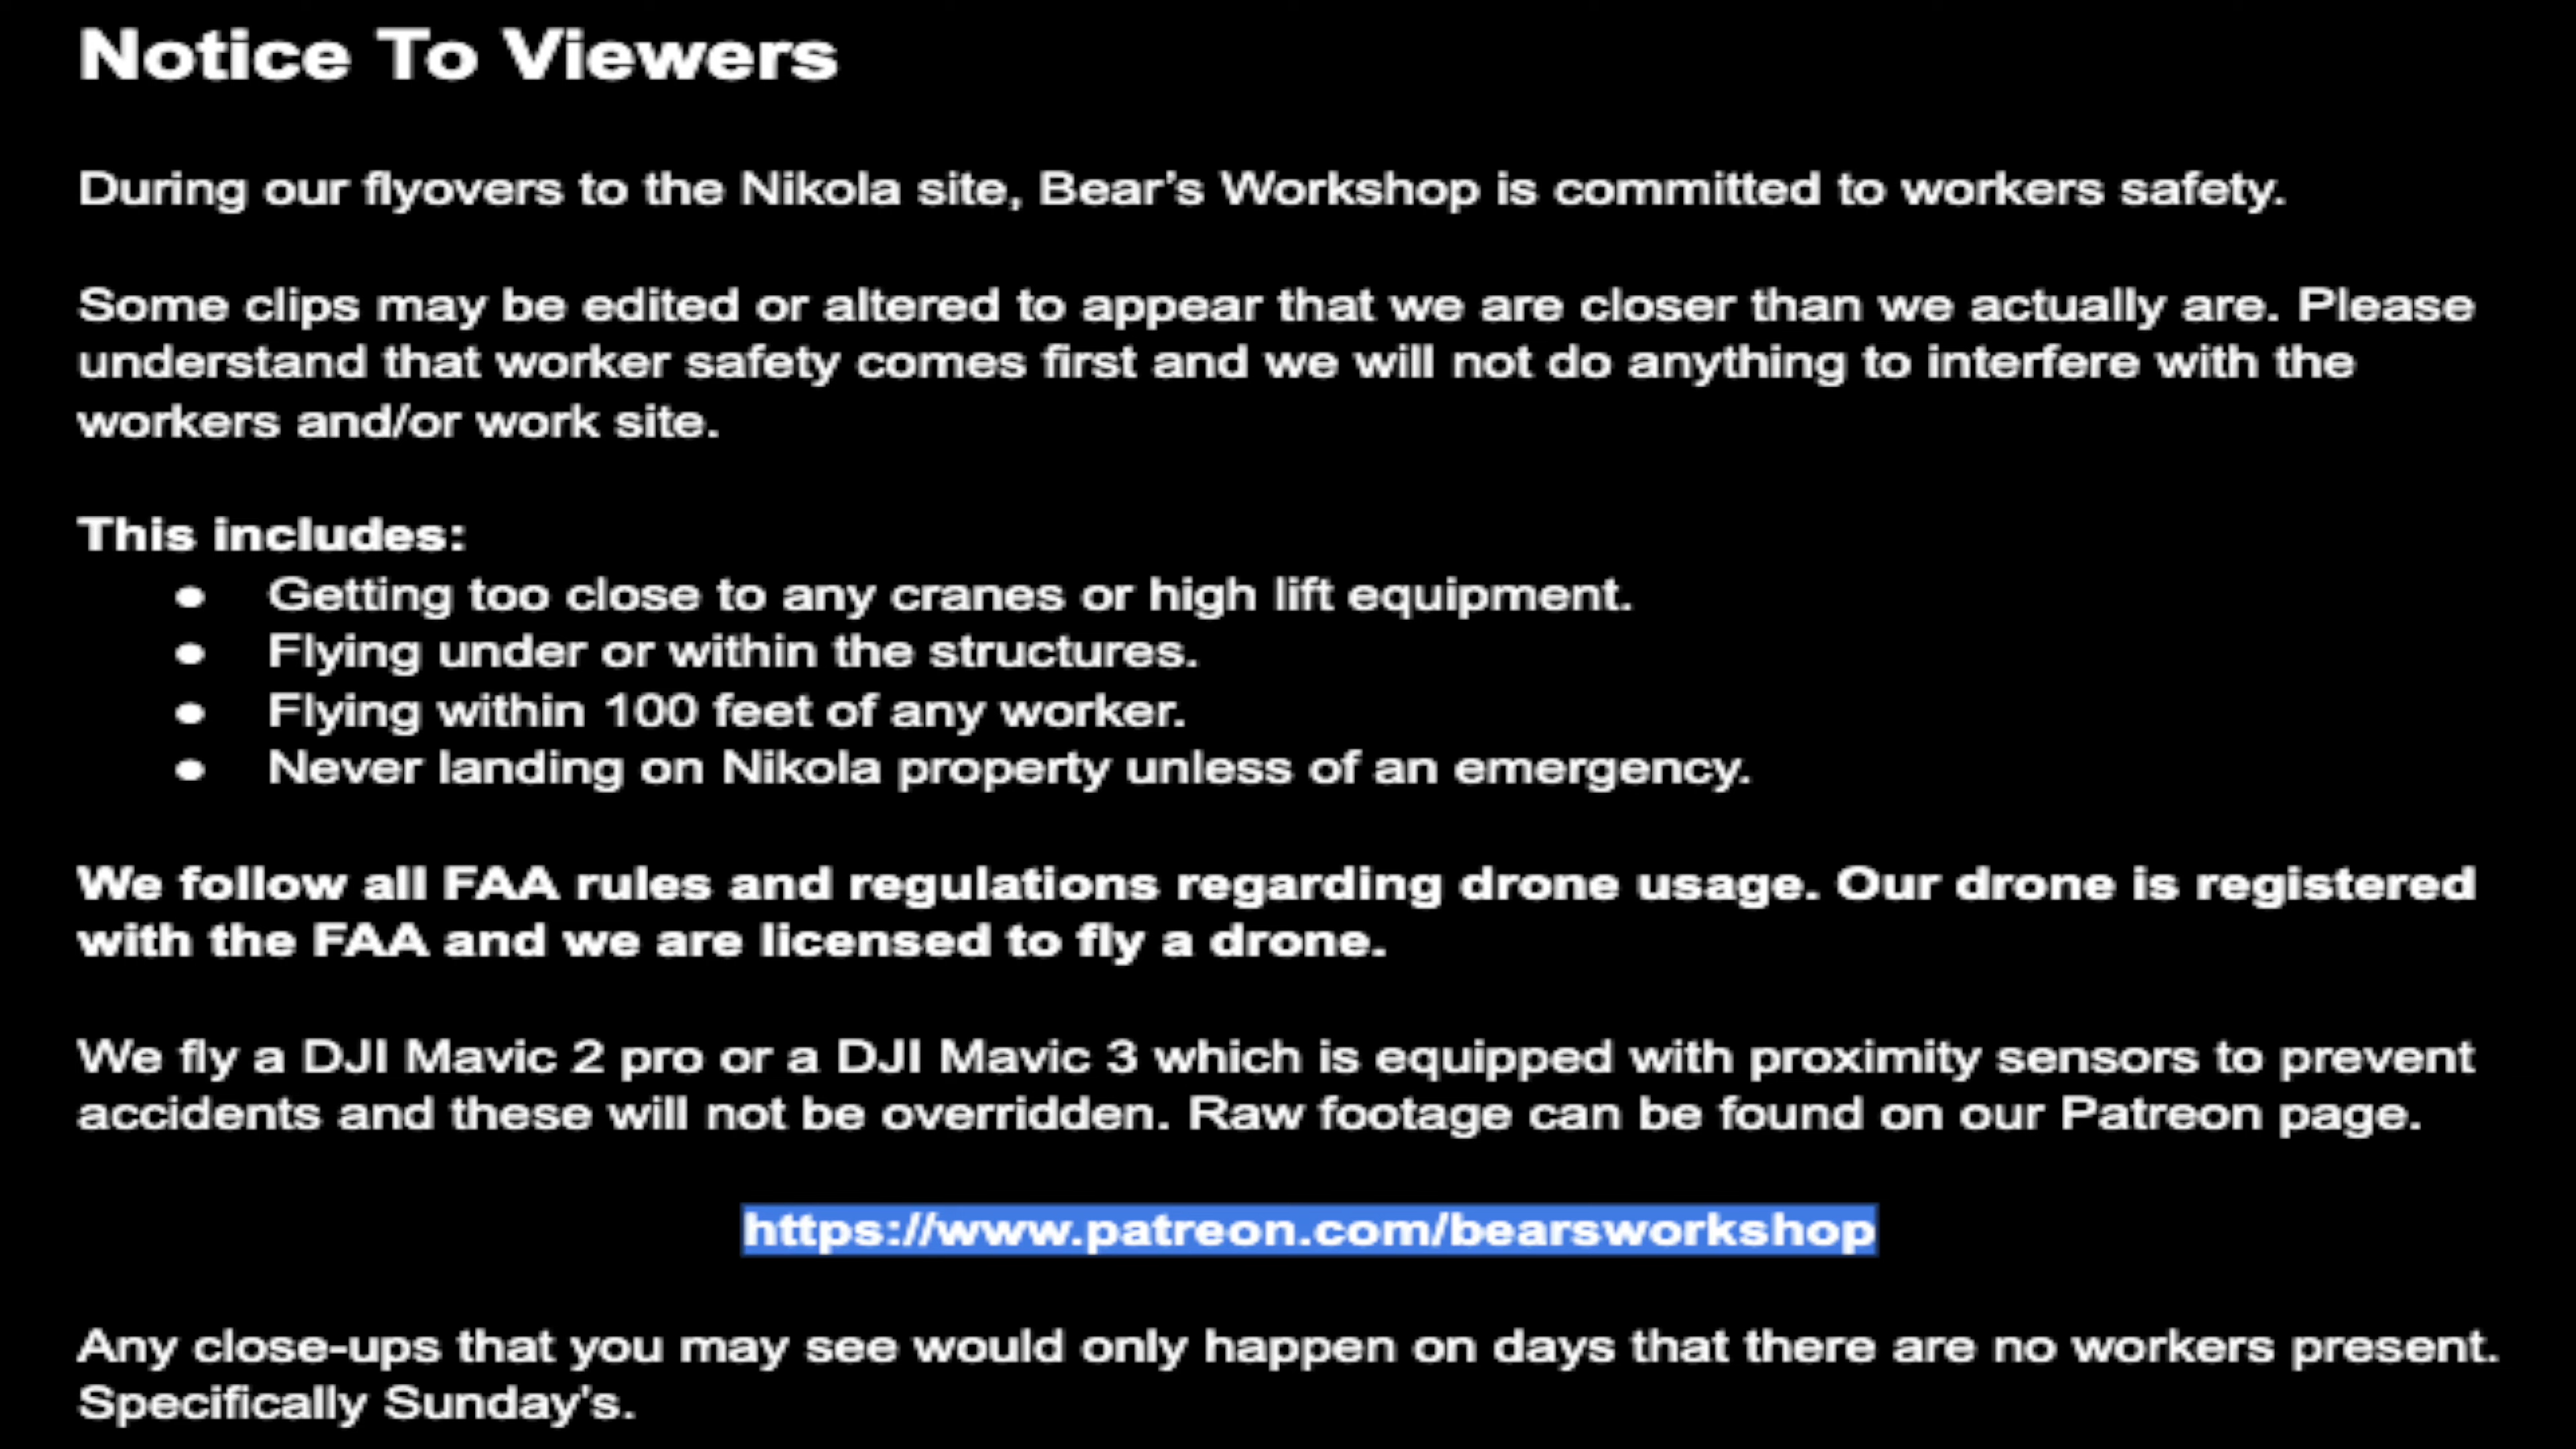 Notice To Viewers
During our flyovers to the Nikola site, Bear's Workshop is committed to workers safety.
Some clips may be edited or altered to appear that we are closer than we actually are. Please
understand that worker safety comes first and we will not do anything to interfere with the
workers and/or work site.
This includes:
● Getting too close to any cranes or high lift equipment.
● Flying under or within the structures.
● Flying within 100 feet of any worker.
● Never landing on Nikola property unless of an emergency.
We follow all FAA rules and regulations regarding drone usage. Our drone is registered
with the FAA and we are licensed to fly a drone.
We fly a DJI Mavic 2 pro or a DJI Mavic 3 which is equipped with proximity sensors to prevent
accidents and these will not be overridden. Raw footage can be found on our Patreon page.
https://www.patreon.com/bearsworkshop
Any close-ups that you may see would only happen on days that there are no workers present.
Specifically Sunday's.